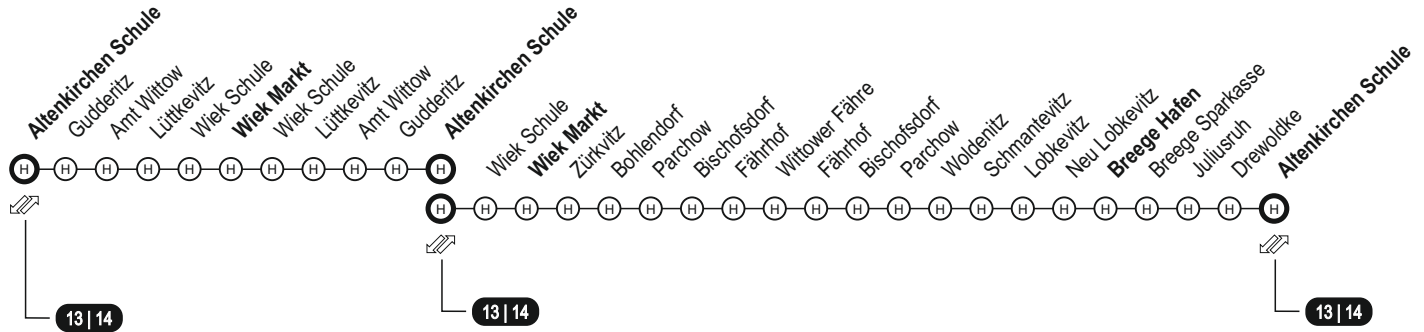 Altenkirchen Schule
Gudderitz
Amt Wittow
Lüttkevitz
Wiek Schule
Wiek Markt
Wiek Schule
Lüttkevitz
Amt Wittow
Gudderitz
Altenkirchen Schule
Wiek Schule
Wiek Markt
Zürkvitz
Bohlendorf
Parchow
Bischofsdorf
Fährhof
Wittower Fähre
Fährhof
Bischofsdorf
Parchow
Woldenitz
Schmantevitz
Lobkevitz
Neu Lobkevitz
Breege Hafen
Breege Sparkasse
Juliusruh
Drewoldke
Altenkirchen Schule
H H H H H H H H H H H
H H H H H H H H H H H H H H H H H H H H H
13 | 14
13 | 14
13 | 14